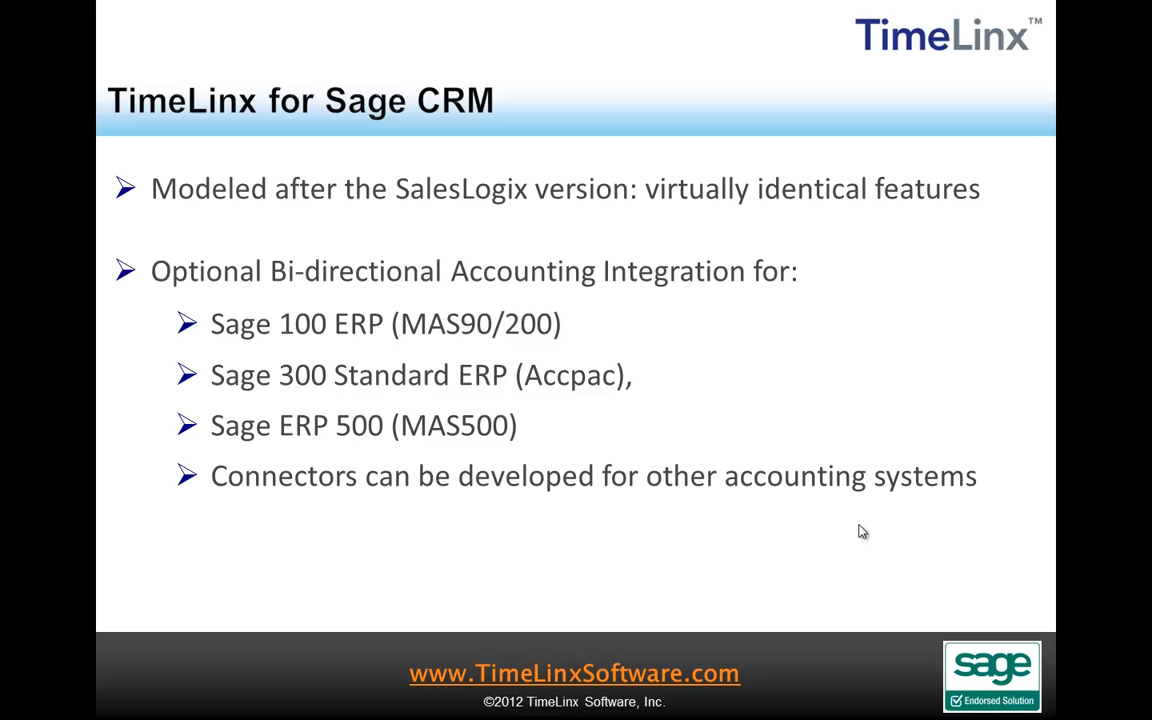 TimeLinx™
TimeLinx for Sage CRM
Modeled after the SalesLogix version: virtually identical features
Optional Bi-directional Accounting Integration for:
Sage 100 ERP (MAS90/200)
Sage 300 Standard ERP (Accpac),
Sage ERP 500 (MAS500)
Connectors can be developed for other accounting systems
www.TimeLinxSoftware.com
©2012 TimeLinx Software, Inc.
sage
Endorsed Solution